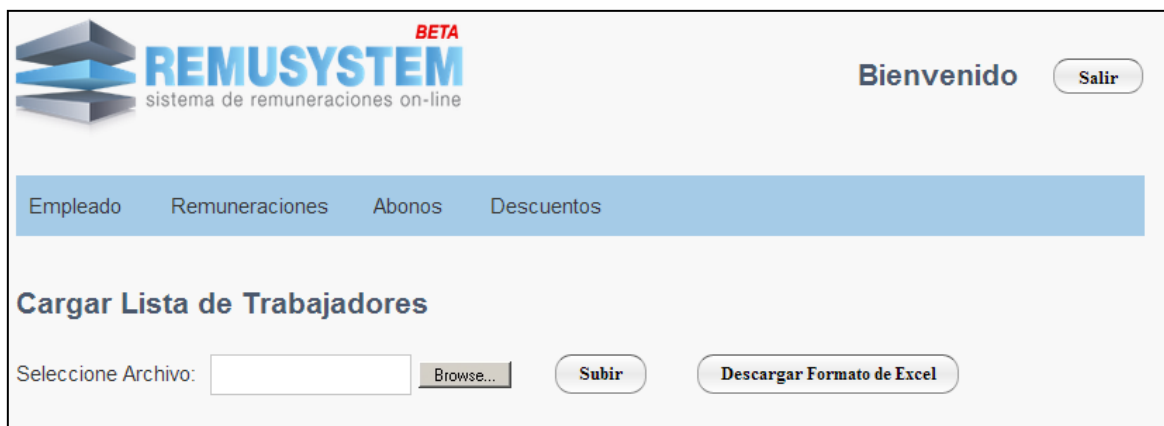 BETA
REMUSYSTEM
sistema de remuneraciones on-line
Bienvenido Salir
Empleado Remuneraciones Abonos Descuentos
Cargar Lista de Trabajadores
Seleccione Archivo: Browse... Subir Descargar Formato de Excel